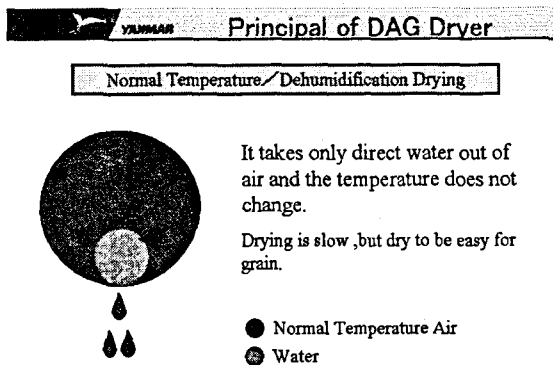 YANMAR Principal of DAG Dryer
Normal Temperature/Dehumidification Drying
It takes only direct water out of
air and the temperature does not
change.
Drying is slow ,but dry to be easy for
grain.
Normal Temperature Air
Water